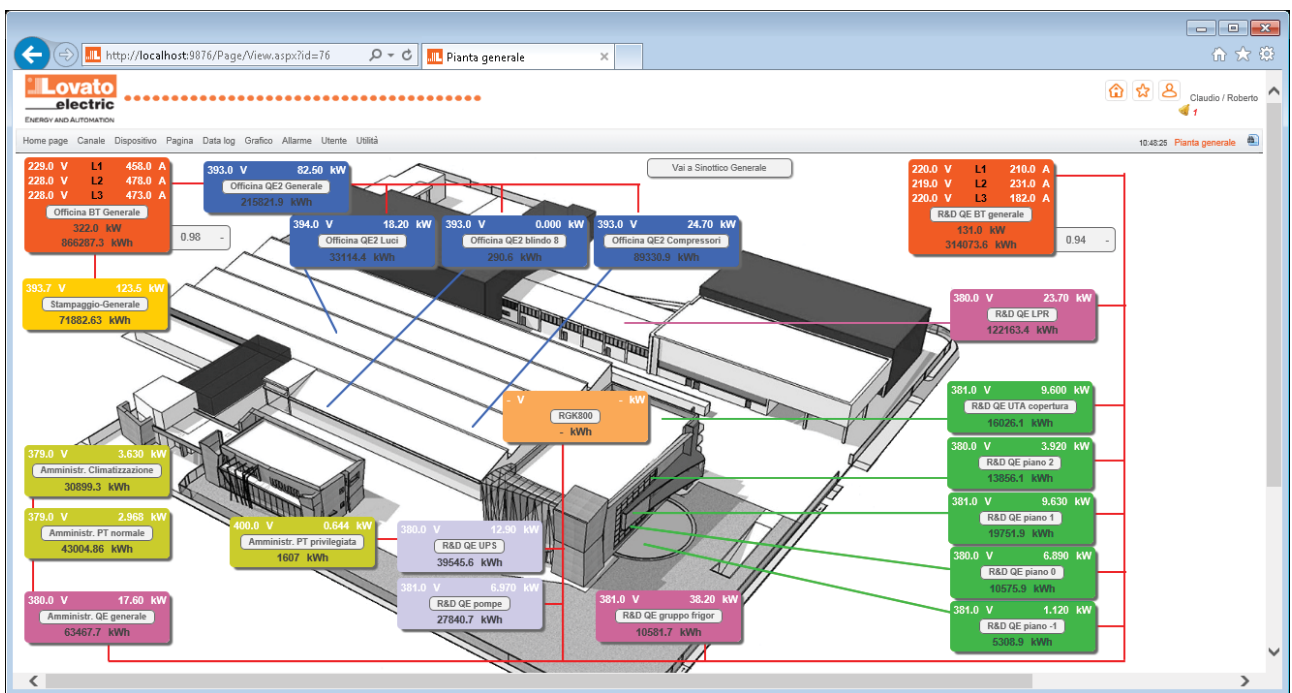 http://localhost:9876/Page/View.aspx?id=76
Pianta generale
Lovato
electric
ENERGY AND AUTOMATION
Claudio / Roberto
1
Home page Canale Dispositivo Pagina Data log Grafico Allarme Utente Utilità
10:48:25 Pianta generale
229.0 V L1 458.0 A
228.0 V L2 478.0 A
228.0 V L3 473.0 A
Officina BT Generale
322.0 kW
866287.3 kWh
0.98 -
393.0 V 82.50 kW
Officina QE2 Generale
215821.9 kWh
Vai a Sinottico Generale
220.0 V L1 210.0 A
219.0 V L2 231.0 A
220.0 V L3 182.0 A
R&D QE BT generale
131.0 kW
314073.6 kWh
0.94 -
394.0 V 18.20 kW
Officina QE2 Luci
33114.4 kWh
393.0 V 0.000 kW
Officina QE2 blindo 8
290.6 kWh
393.0 V 24.70 kW
Officina QE2 Compressori
89330.9 kWh
393.7 V 123.5 kW
Stampaggio-Generale
71882.63 kWh
380.0 V 23.70 kW
R&D QE LPR
122163.4 kWh
- V - kW
RGK800
- kWh
381.0 V 9.600 kW
R&D QE UTA copertura
16026.1 kWh
379.0 V 3.630 kW
Amministr. Climatizzazione
30899.3 kWh
380.0 V 3.920 kW
R&D QE piano 2
13856.1 kWh
379.0 V 2.968 kW
Amministr. PT normale
43004.86 kWh
400.0 V 0.644 kW
Amministr. PT privilegiata
1607 kWh
380.0 V 12.90 kW
R&D QE UPS
39545.6 kWh
381.0 V 9.630 kW
R&D QE piano 1
19751.9 kWh
380.0 V 6.890 kW
R&D QE piano 0
10575.9 kWh
380.0 V 17.60 kW
Amministr. QE generale
63467.7 kWh
381.0 V 6.970 kW
R&D QE pompe
27840.7 kWh
381.0 V 38.20 kW
R&D QE gruppo frigor
10581.7 kWh
381.0 V 1.120 kW
R&D QE piano -1
5308.9 kWh